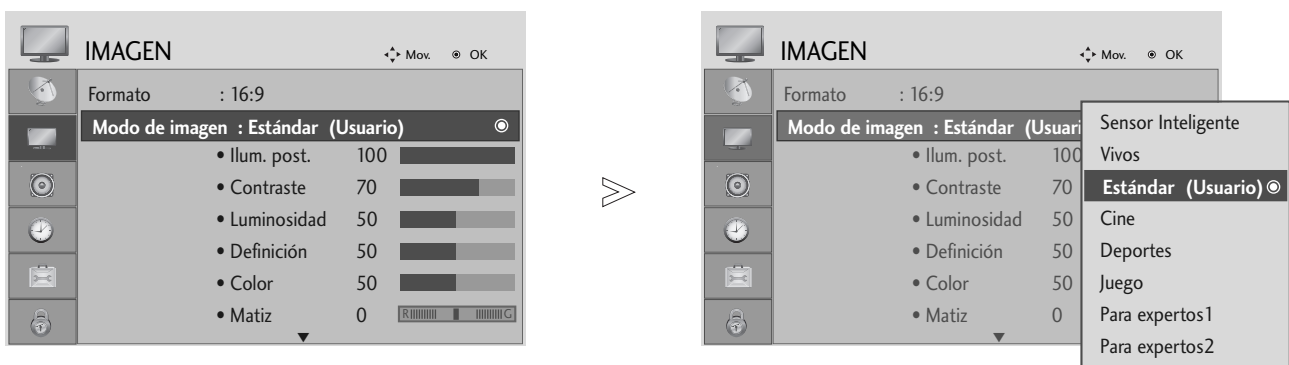 IMAGEN Mov. OK
Formato : 16:9
Modo de imagen : Estándar (Usuario)
• Ilum. post. 100
• Contraste 70
• Luminosidad 50
• Definición 50
• Color 50
• Matiz 0 R G
IMAGEN Mov. OK
Formato : 16:9
Modo de imagen : Estándar (Usuari
• Ilum. post. 100
• Contraste 70
• Luminosidad 50
• Definición 50
• Color 50
• Matiz 0
Sensor Inteligente
Vivos
Estándar (Usuario)
Cine
Deportes
Juego
Para expertos1
Para expertos2